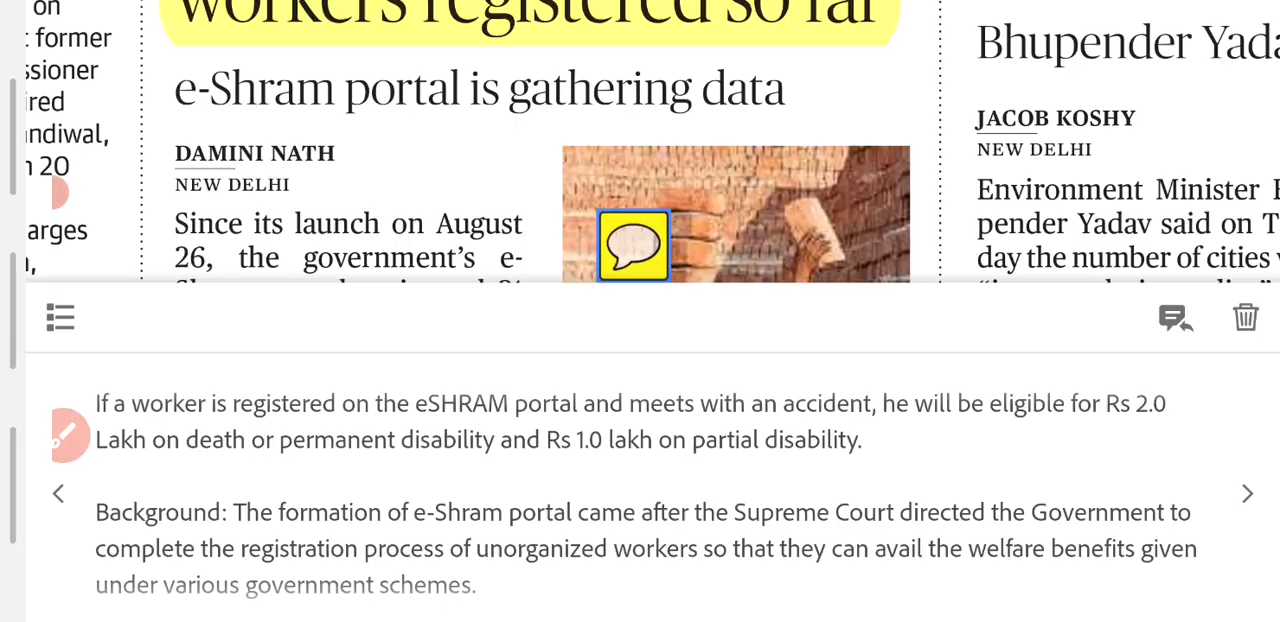 on
former
ssioner
ired
ndiwal,
20
arges
workers registered so far
e-Shram portal is gathering data
DAMINI NATH
NEW DELHI
Since its launch on August
26, the government's e-
Bhupender Yada
JACOB KOSHY
NEW DELHI
Environment Minister
pender Yadav said on T
day the number of cities
If a worker is registered on the eSHRAM portal and meets with an accident, he will be eligible for Rs 2.0
Lakh on death or permanent disability and Rs 1.0 lakh on partial disability.
Background: The formation of e-Shram portal came after the Supreme Court directed the Government to
complete the registration process of unorganized workers so that they can avail the welfare benefits given
under various government schemes.